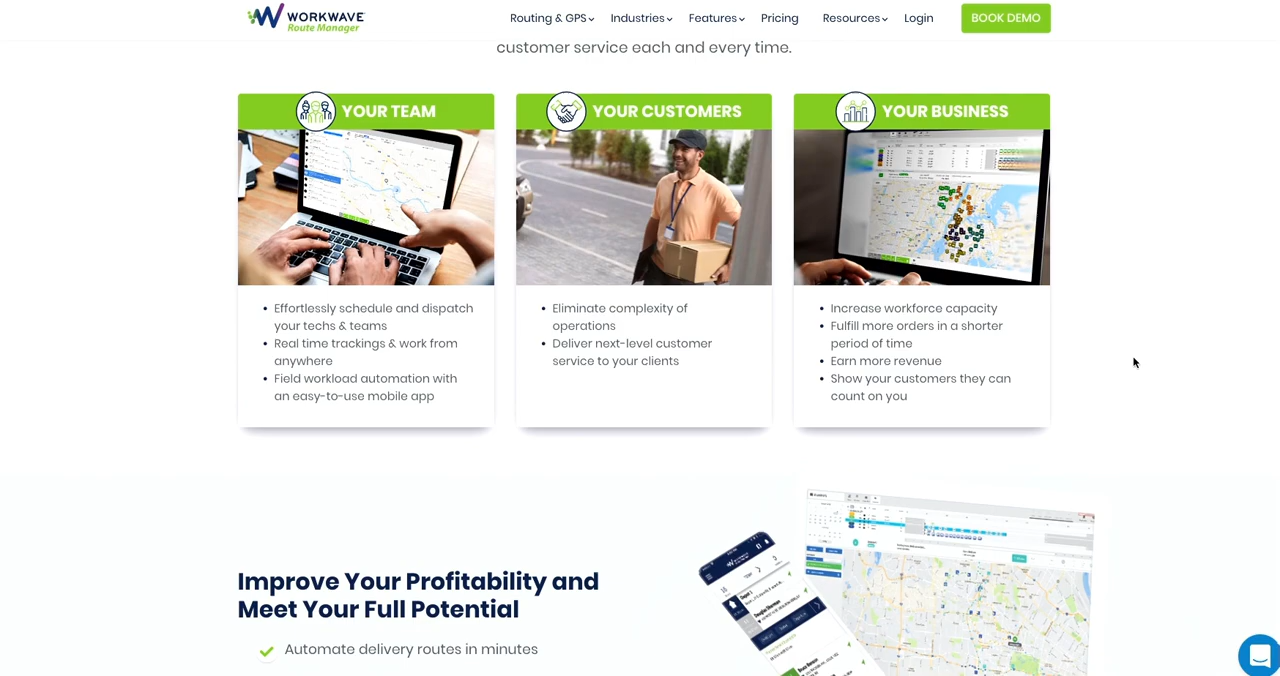 WORKWAVE
Route Manager
Routing & GPS
Industries
Features
Pricing
Resources
Login
BOOK DEMO
customer service each and every time.
YOUR TEAM
Effortlessly schedule and dispatch
your techs & teams
Real time trackings & work from
anywhere
Field workload automation with
an easy-to-use mobile app
YOUR CUSTOMERS
Eliminate complexity of
operations
Deliver next-level customer
service to your clients
YOUR BUSINESS
Increase workforce capacity
Fulfill more orders in a shorter
period of time
Earn more revenue
Show your customers they can
count on you
Improve Your Profitability and
Meet Your Full Potential
Automate delivery routes in minutes